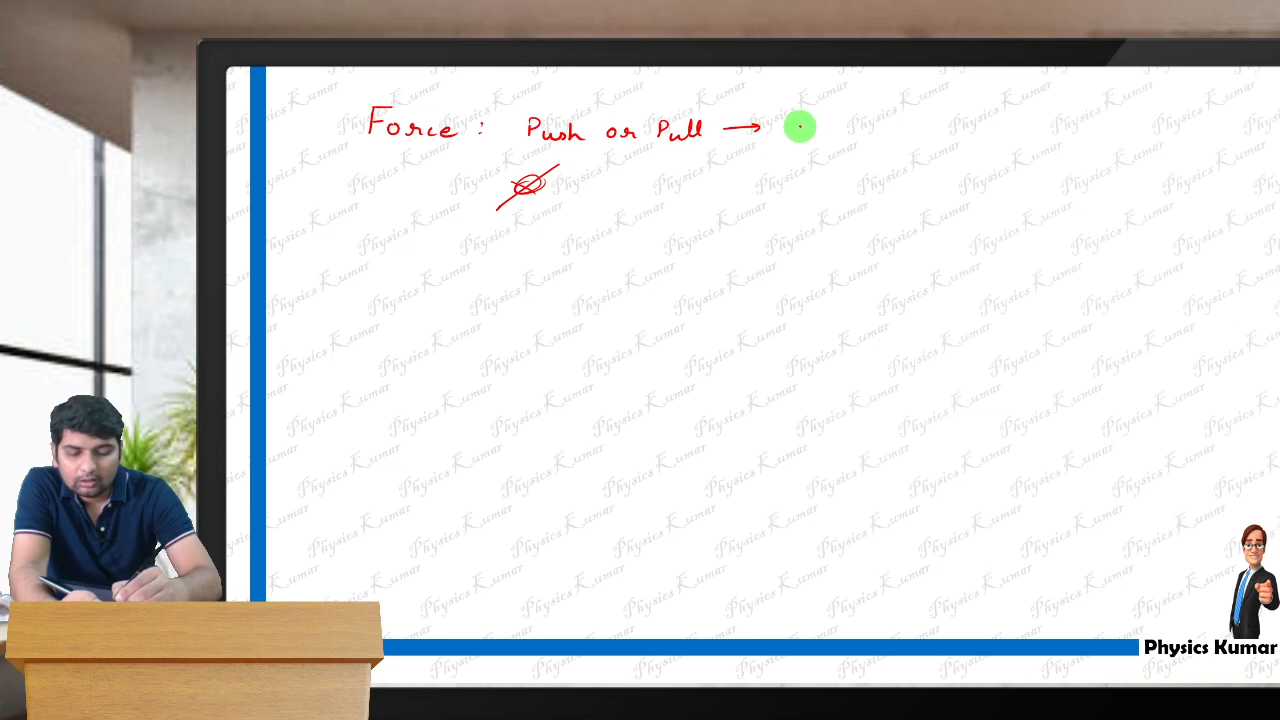 Force : Push or Pull →
Physics Kumar